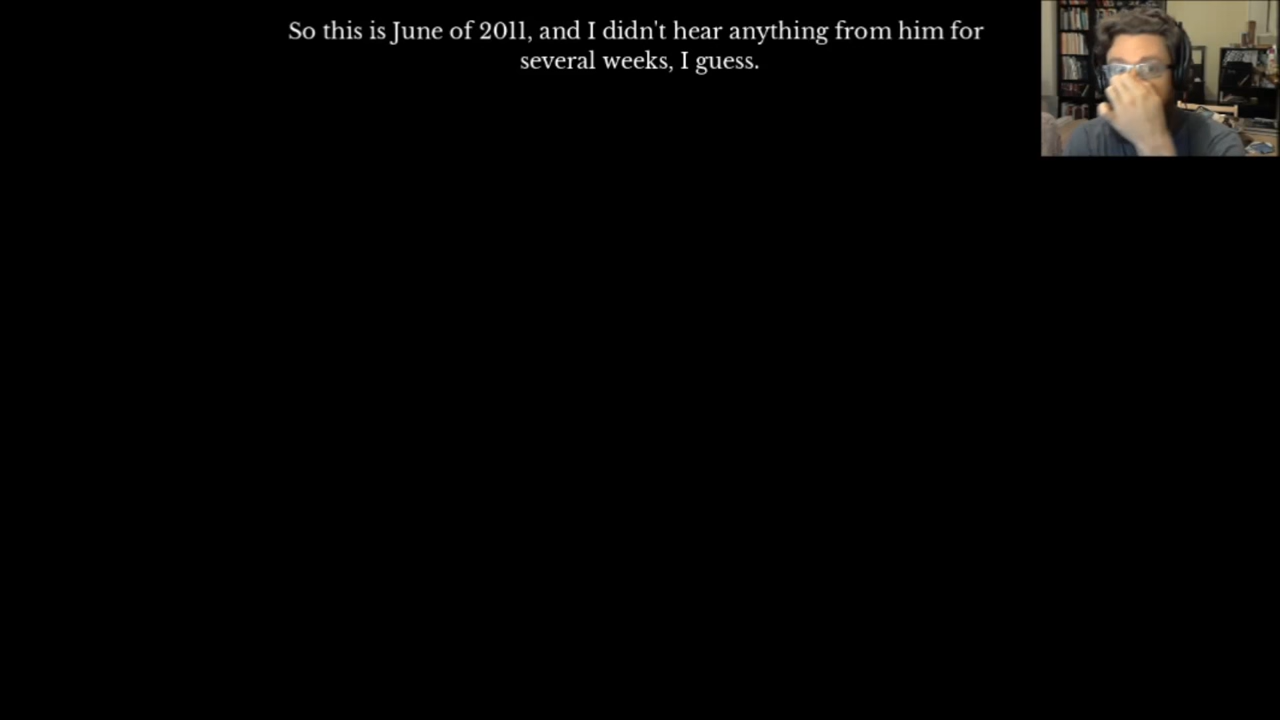 So this is June of 2011, and I didn't hear anything from him for
several weeks, I guess.